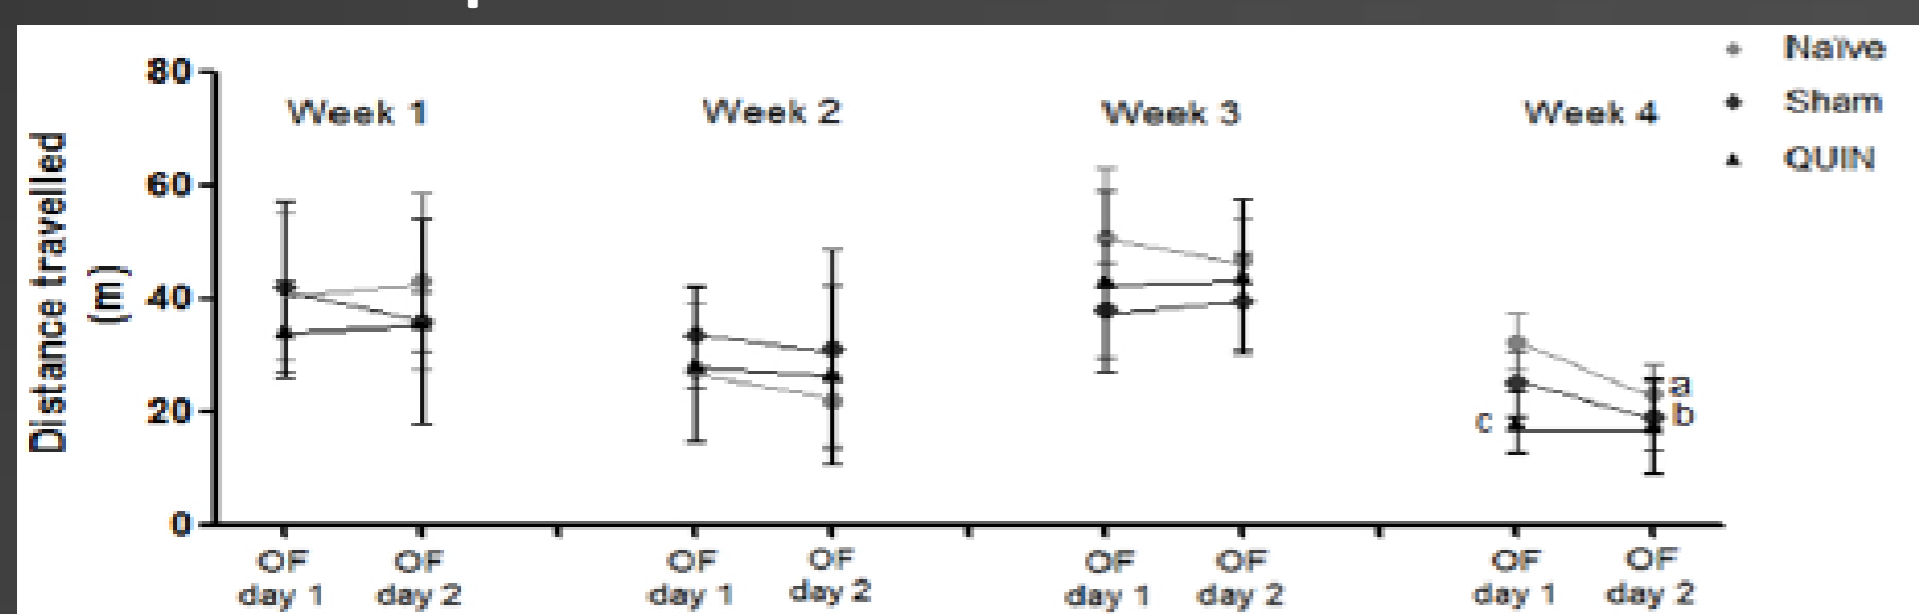 80
60
40
20
0
Distance travelled
(m)
Week 1
Week 2
Week 3
Week 4
Naïve
Sham
QUIN
a
b
c
OF
day 1
OF
day 2
OF
day 1
OF
day 2
OF
day 1
OF
day 2
OF
day 1
OF
day 2